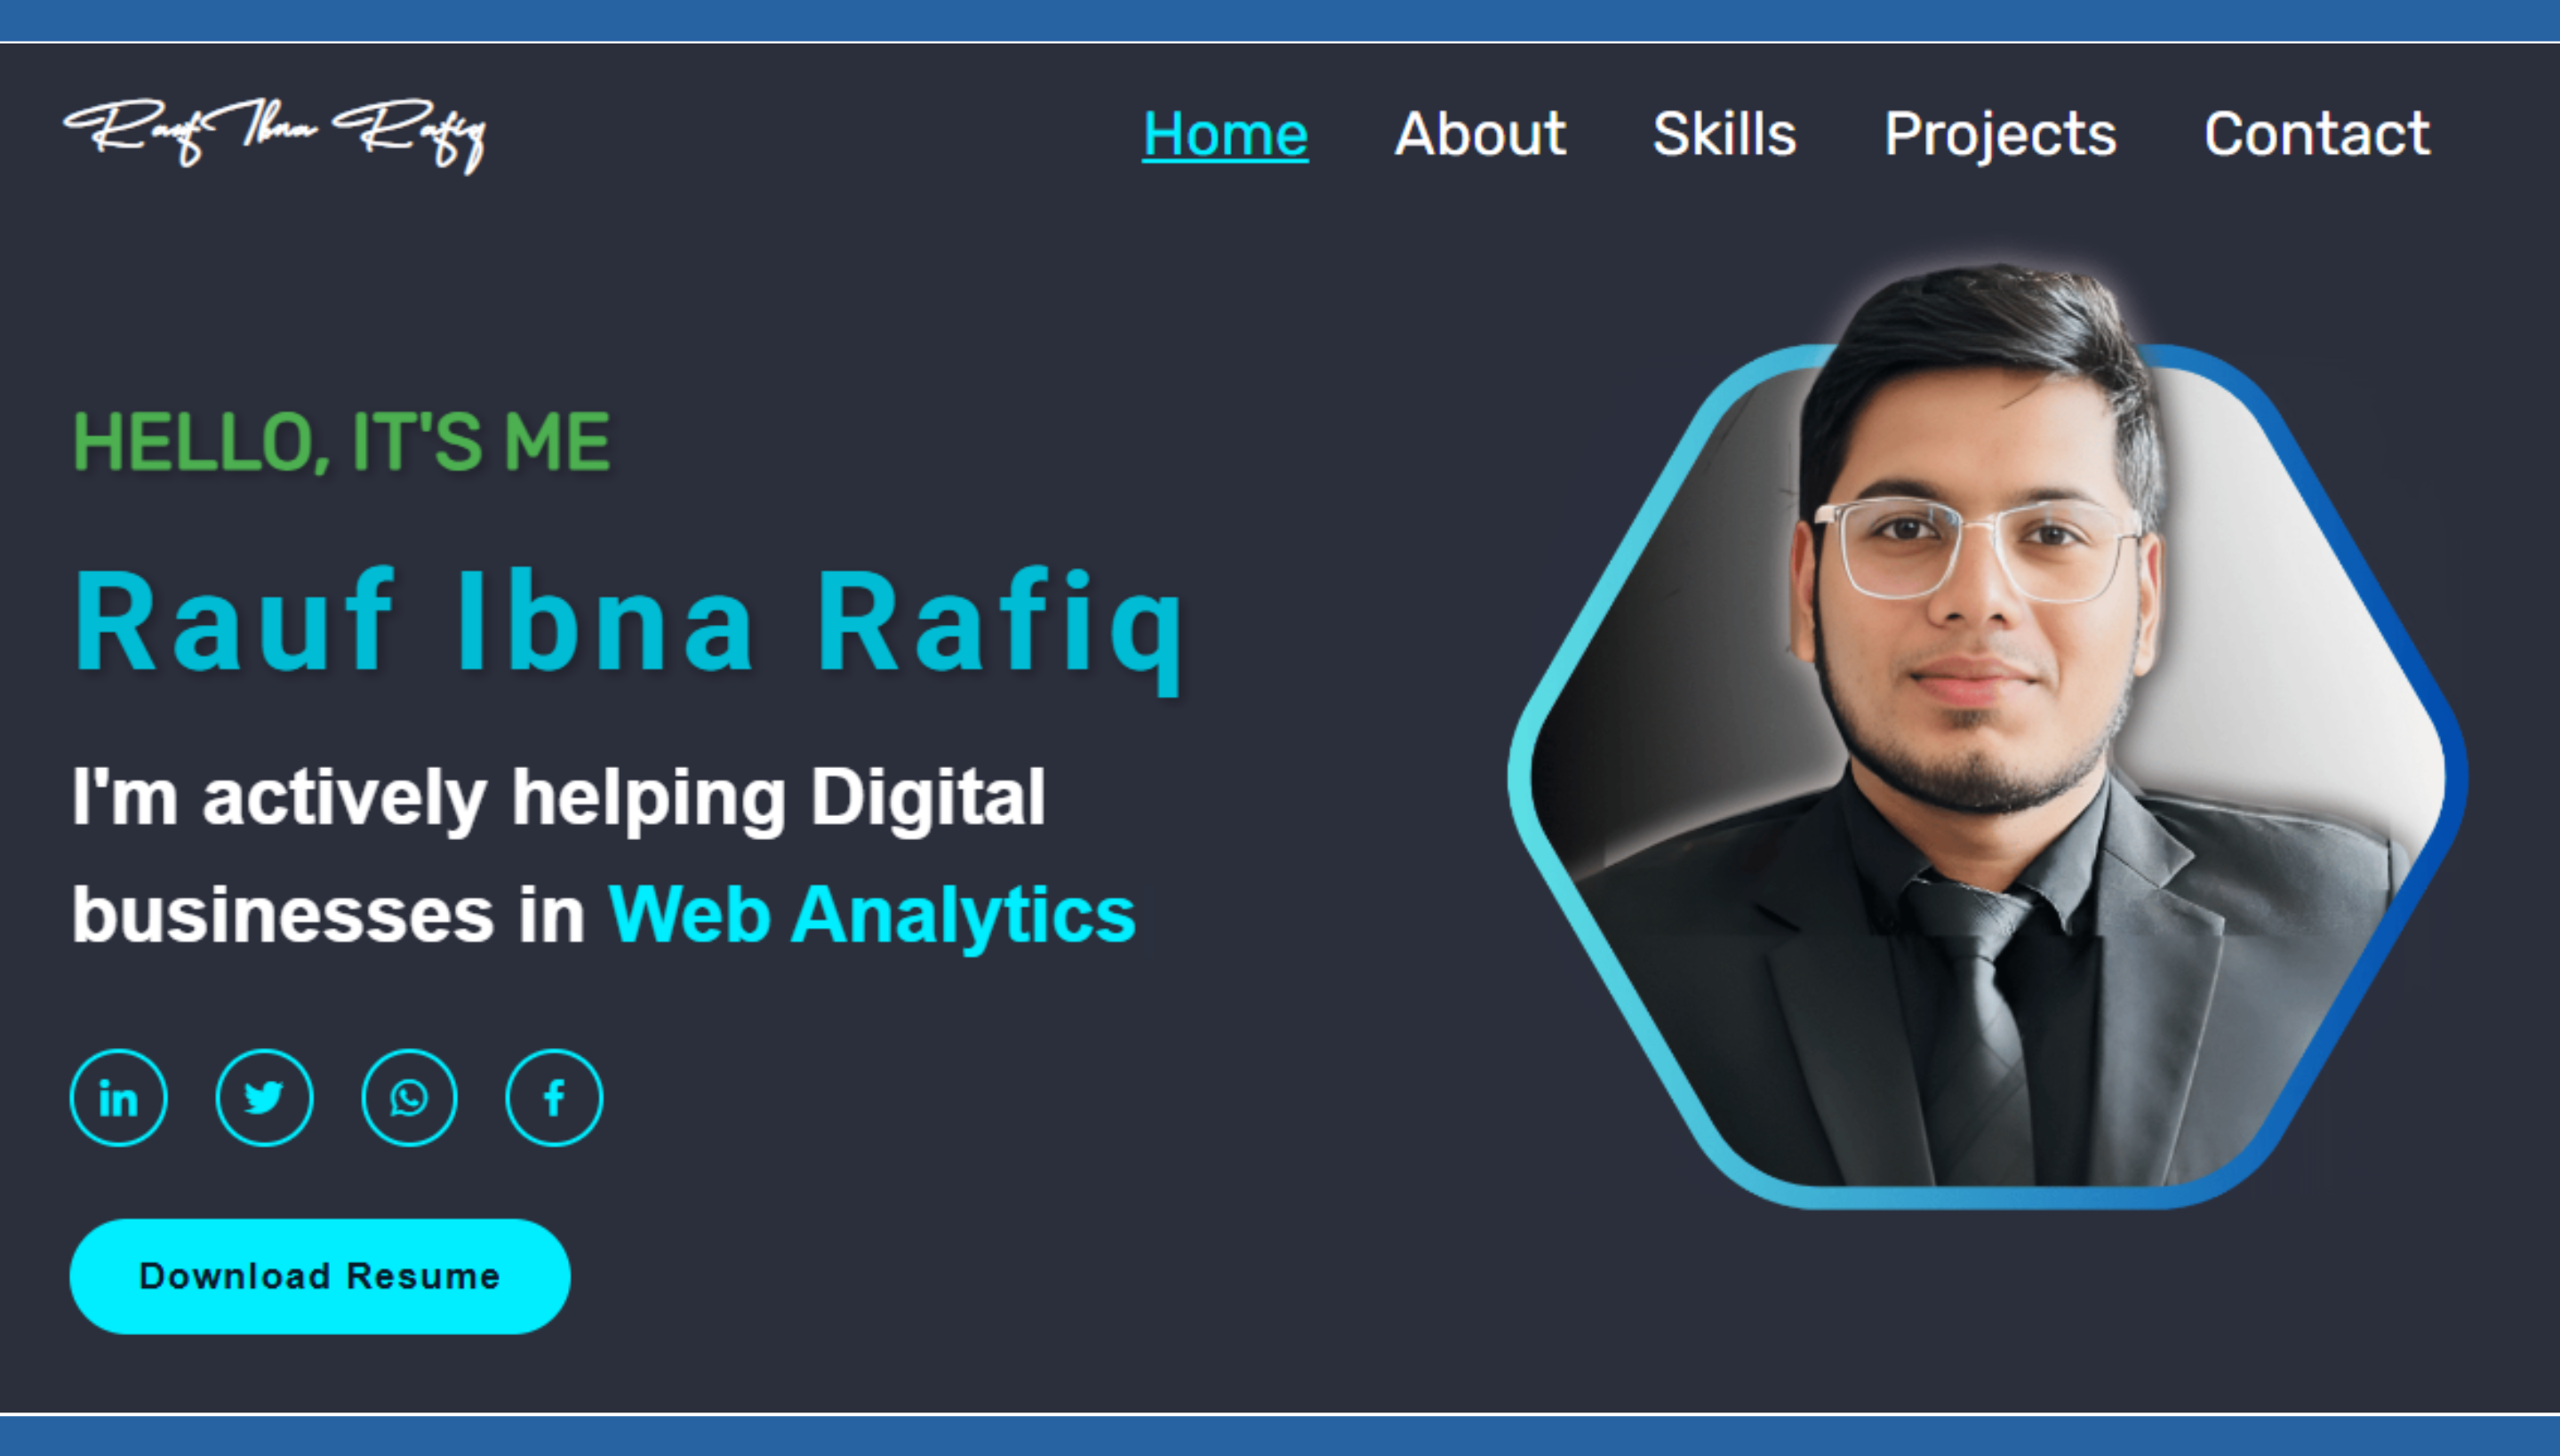 Rauf Ibna Rafiq
Home About Skills Projects Contact
HELLO, IT'S ME
Rauf Ibna Rafiq
I'm actively helping Digital
businesses in Web Analytics
in f
Download Resume